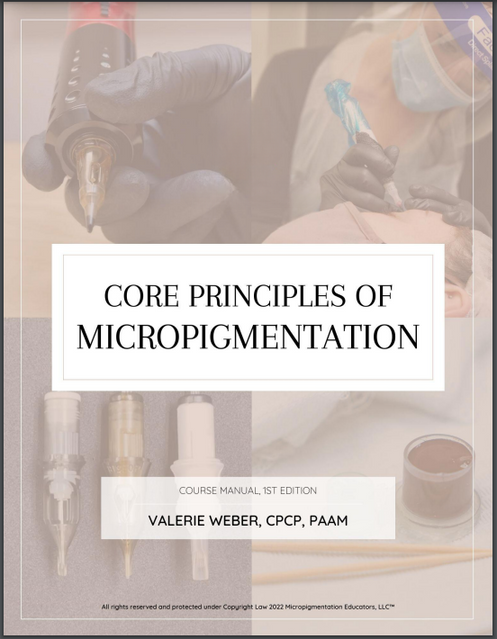 CORE PRINCIPLES OF
MICROPIGMENTATION
COURSE MANUAL, 1ST EDITION
VALERIE WEBER, CPCP, PAAM
All rights reserved and protected under Copyright Law 2022 Micropigmentation Educators, LLC™